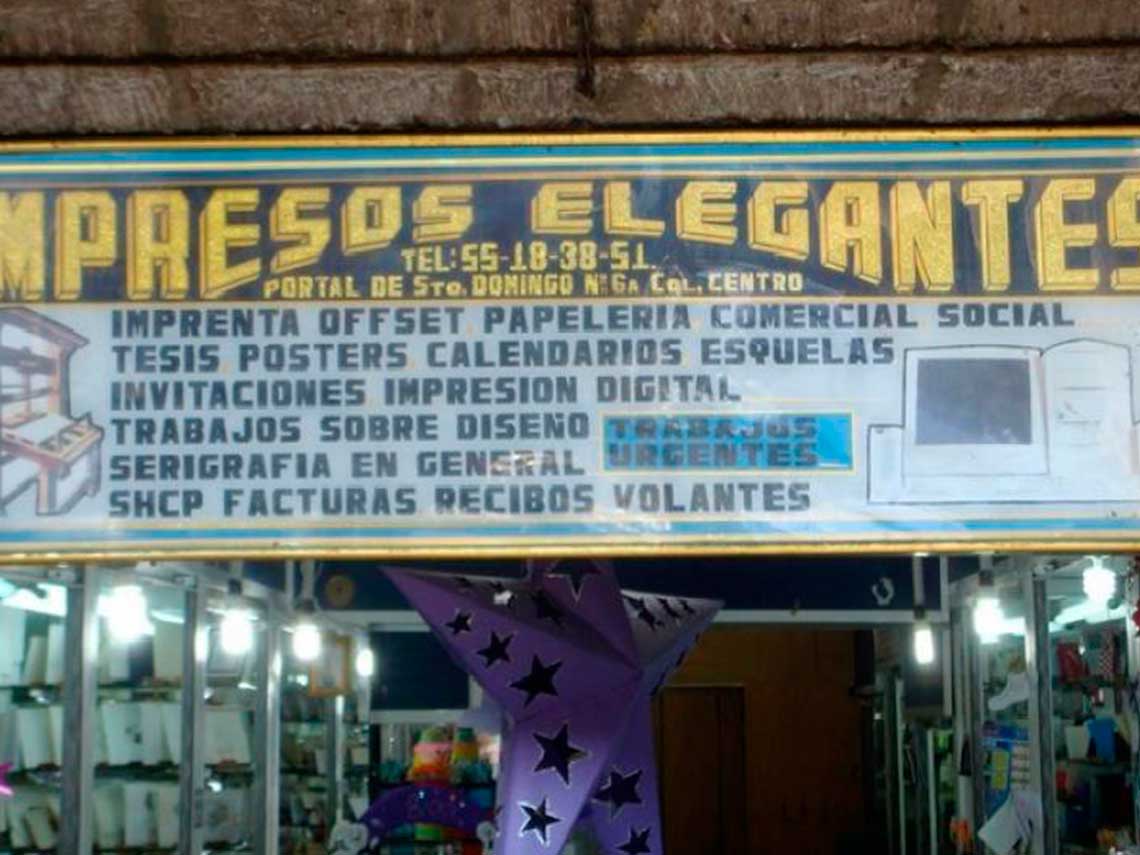 IMPRESOS ELEGANTES
TEL: 55-18-38-51.
PORTAL DE STO. DOMINGO Nº 6A COL. CENTRO
IMPRENTA OFFSET, PAPELERIA, COMERCIAL SOCIAL
TESIS, POSTERS, CALENDARIOS, ESQUELAS
INVITACIONES, IMPRESION DIGITAL
TRABAJOS SOBRE DISEÑO TRABAJOS
SERIGRAFIA EN GENERAL URGENTES
SHCP FACTURAS RECIBOS VOLANTES